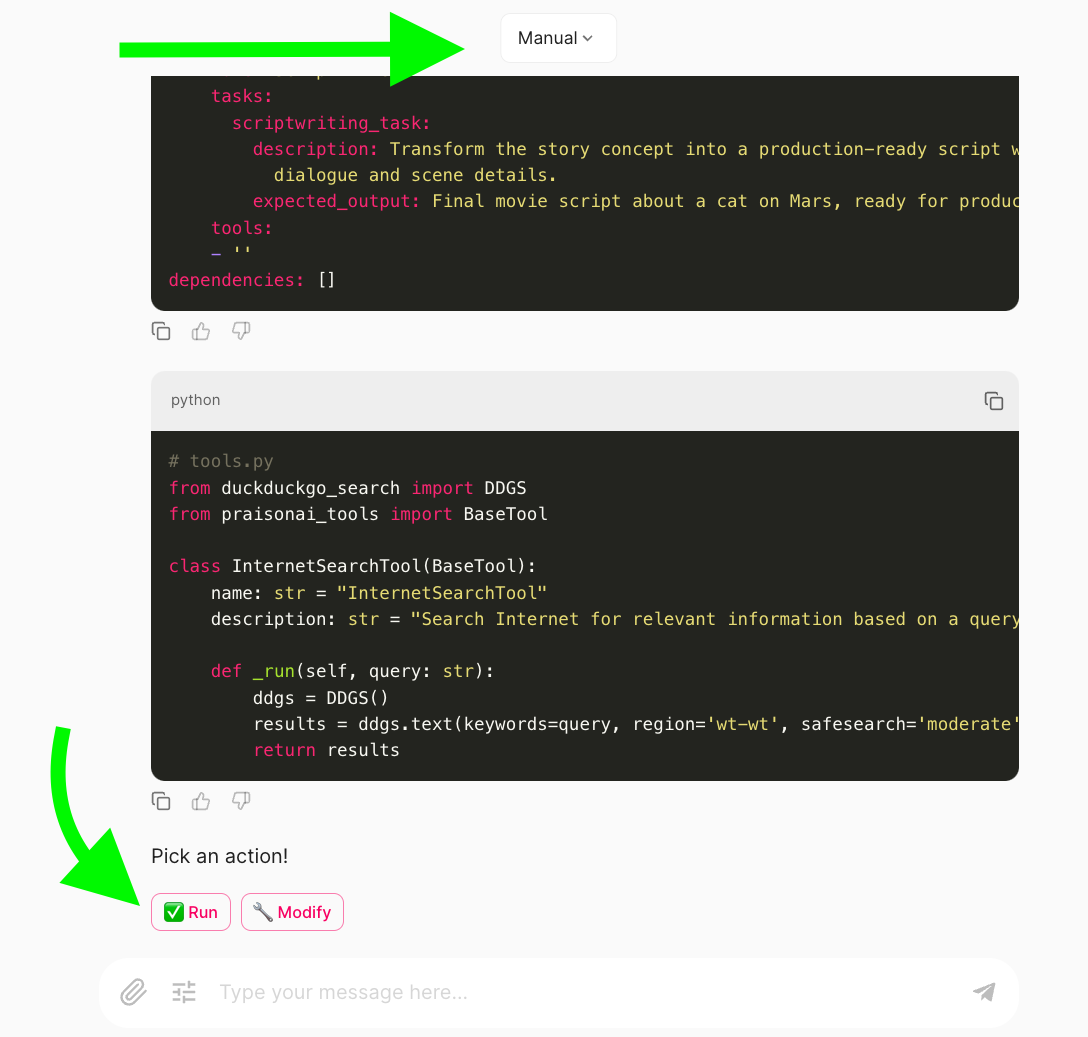 Manual
tasks:
scriptwriting_task:
description: Transform the story concept into a production-ready script
dialogue and scene details.
expected_output: Final movie script about a cat on Mars, ready for
tools:
- ''
dependencies: []
python
# tools.py
from duckduckgo_search import DDGS
from praisonai_tools import BaseTool
class InternetSearchTool(BaseTool):
name: str = "InternetSearchTool"
description: str = "Search Internet for relevant information based on a query
def _run(self, query: str):
ddgs = DDGS()
results = ddgs.text(keywords=query, region='wt-wt', safesearch='moderate'
return results
Pick an action!
✅ Run 🔧 Modify
Type your message here...